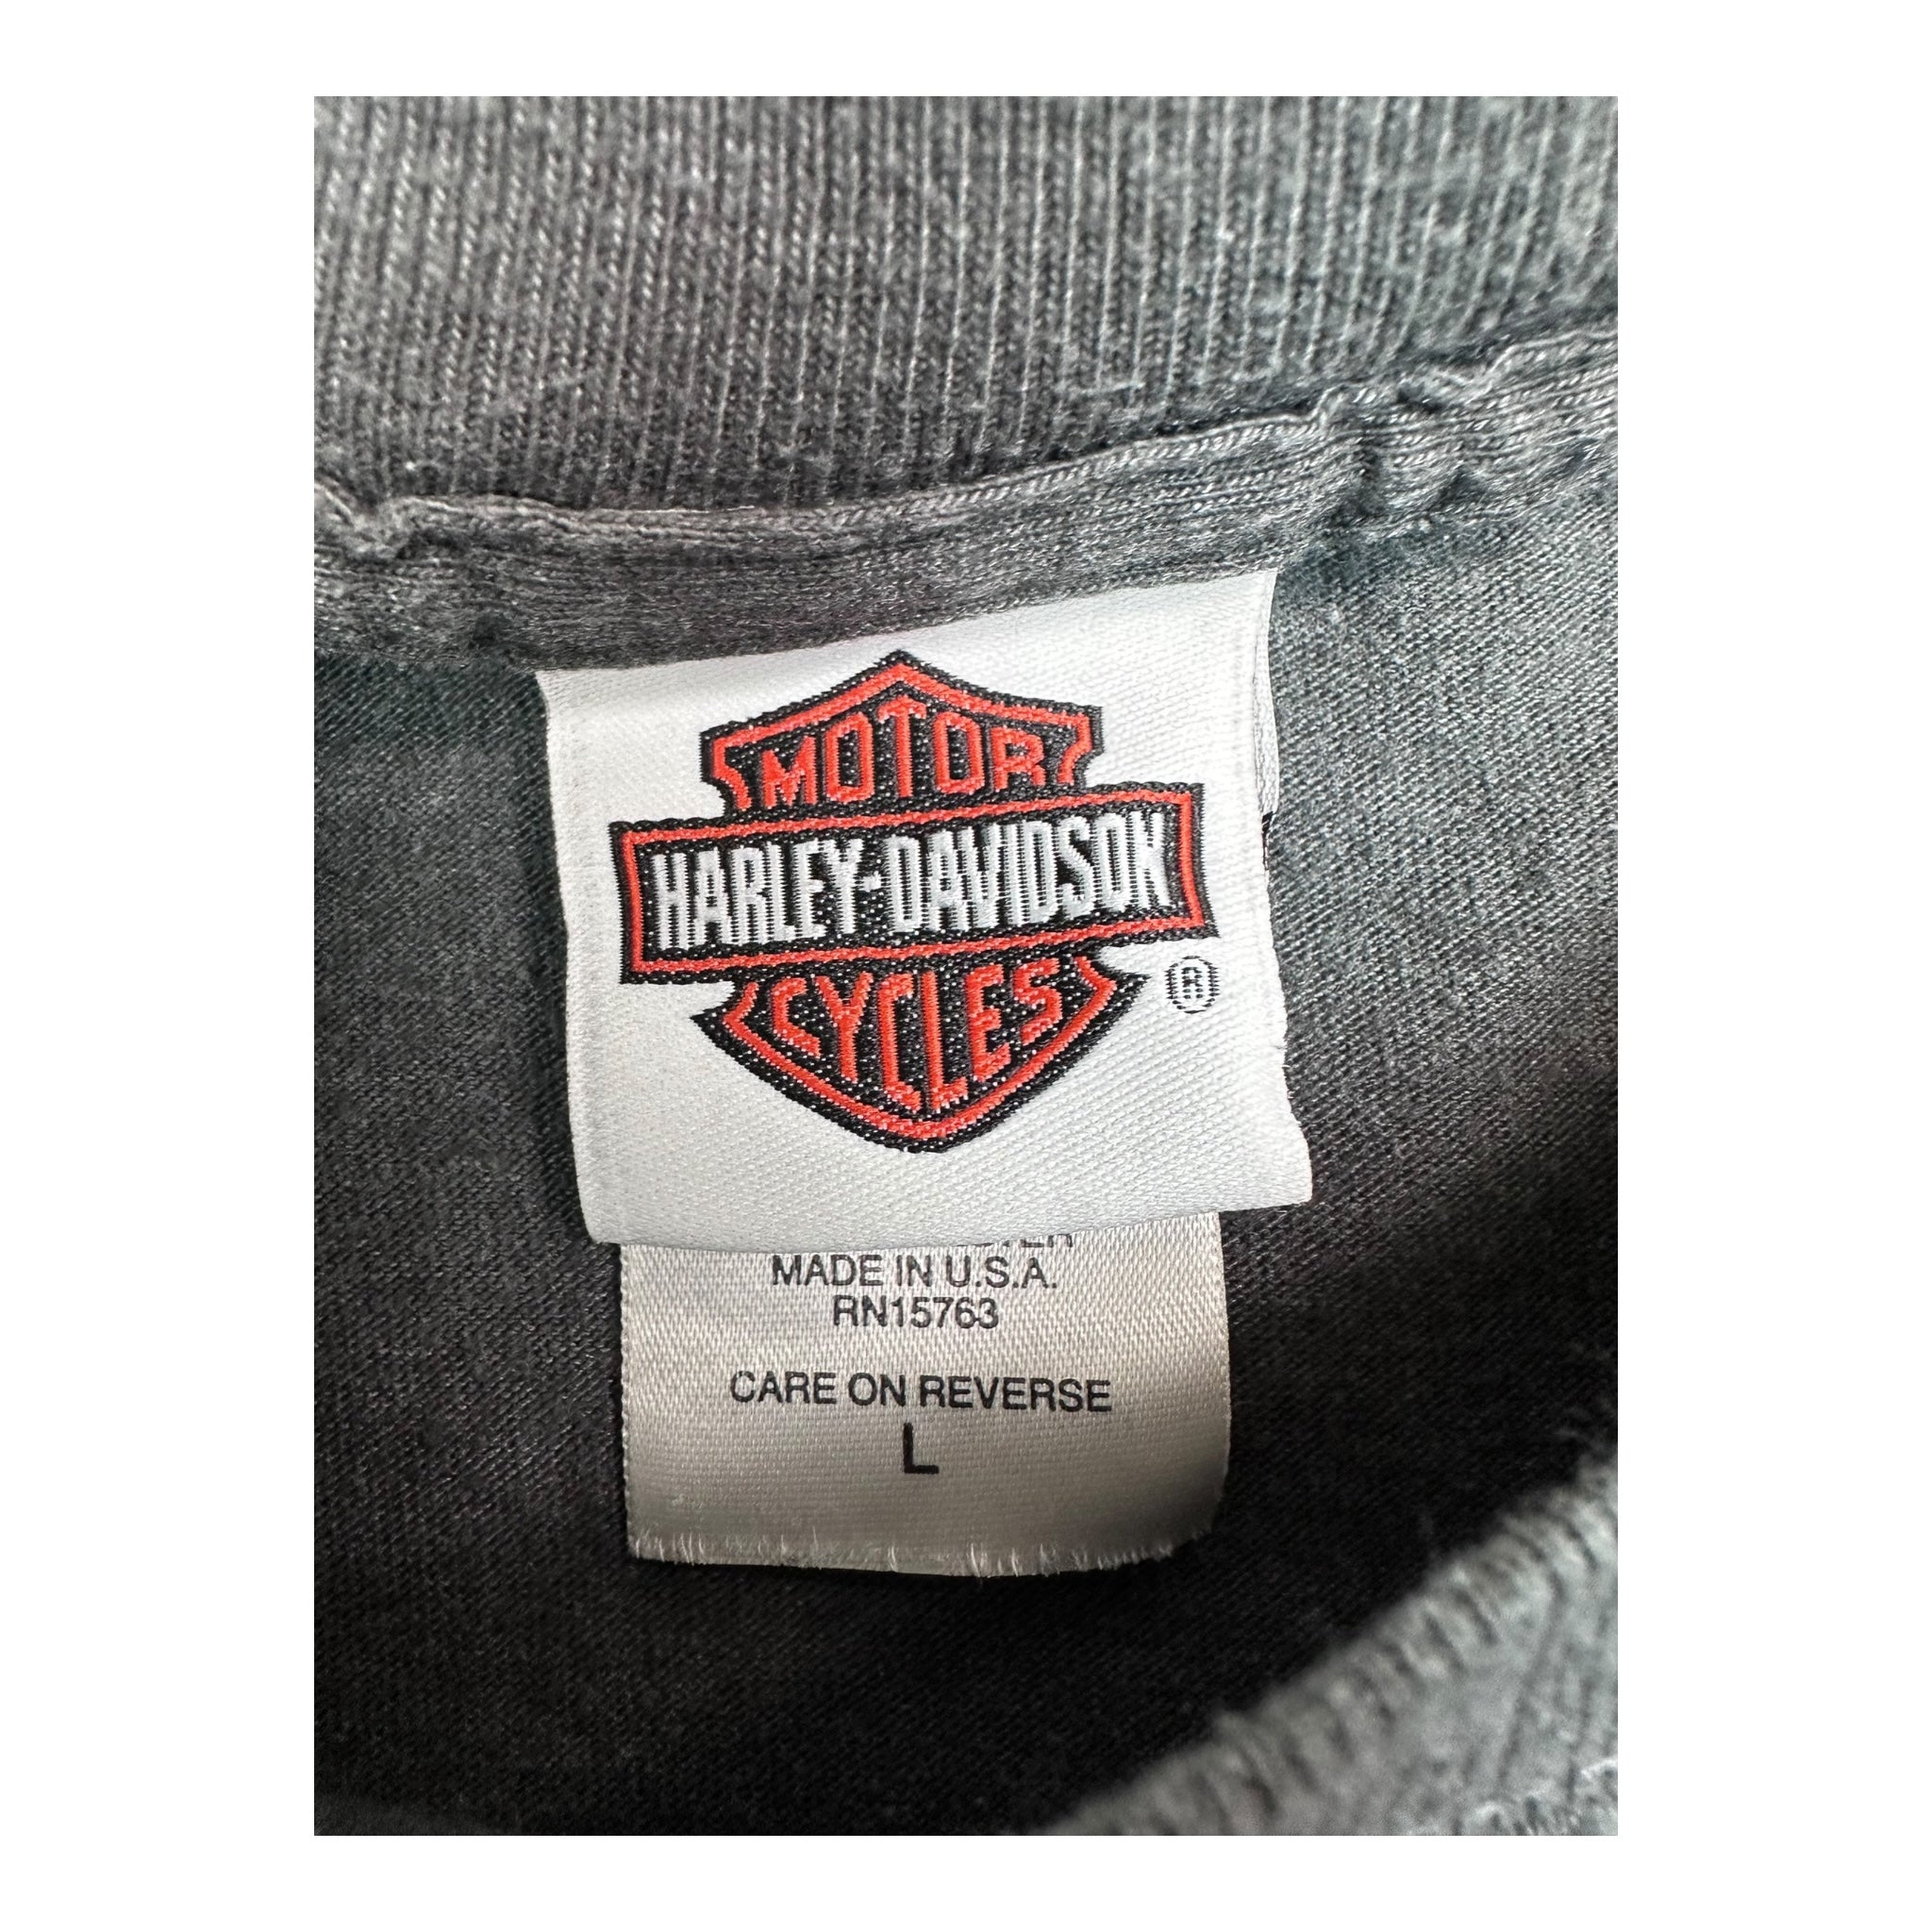 MOTOR
HARLEY-DAVIDSON
CYCLES
®
MADE IN U.S.A.
RN15763
CARE ON REVERSE
L